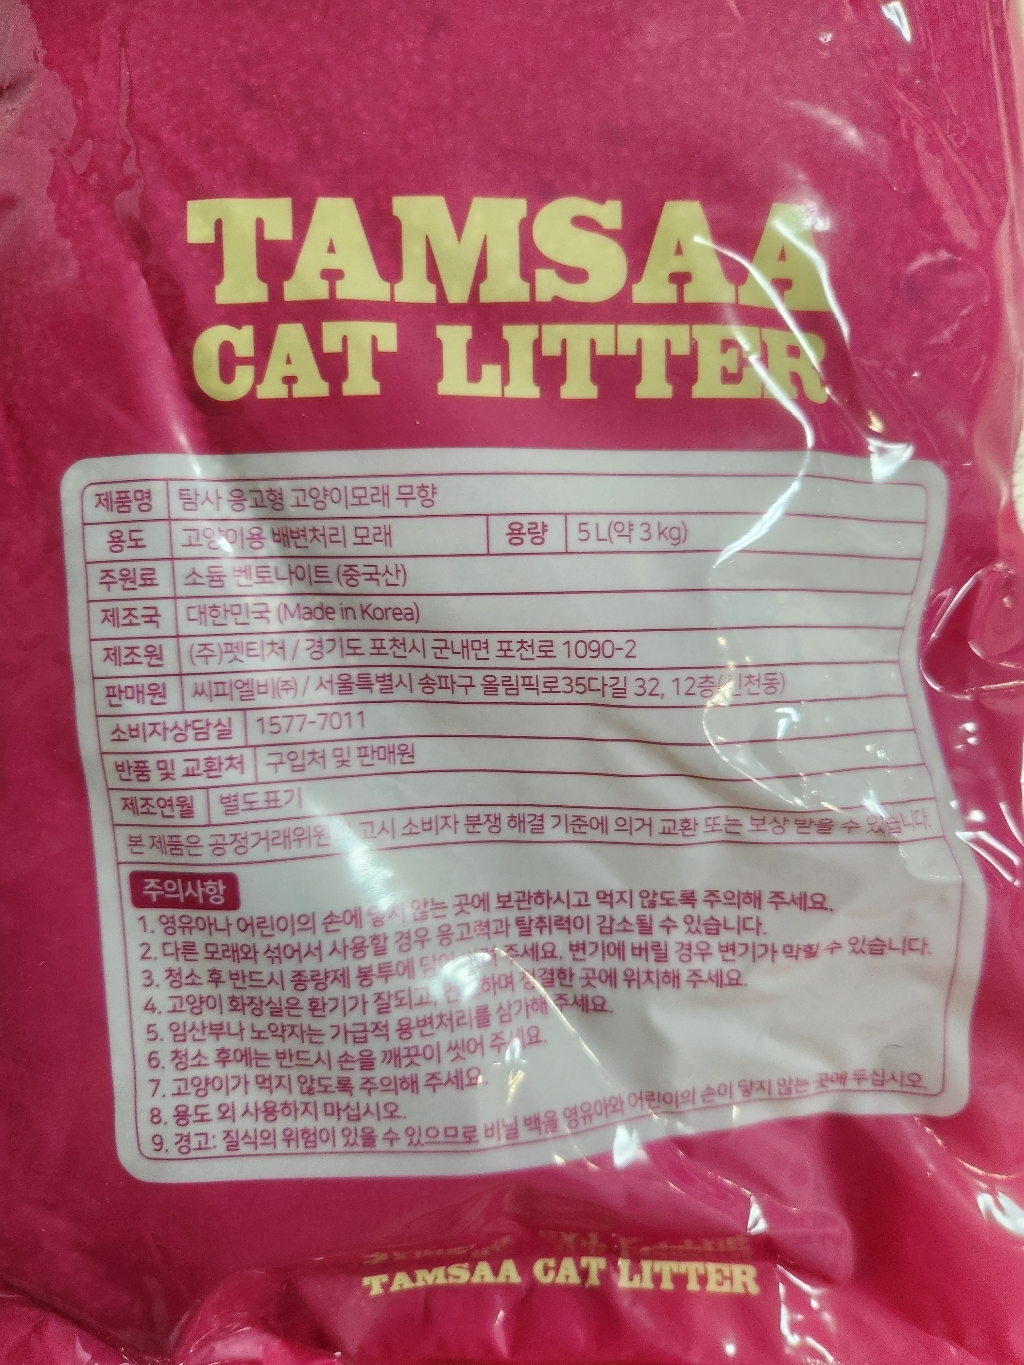 TAMSAA
CAT LITTER
제품명 탐사 응고형 고양이모래 무향
용도 고양이용 배변처리 모래 용량 5 L(약 3 kg)
주원료 소듐 벤토나이트 (중국산)
제조국 대한민국 (Made in Korea)
제조원 (주)펫티처 / 경기도 포천시 군내면 포천로 1090-2
판매원 씨피엘비㈜ / 서울특별시 송파구 올림픽로35다길 32, 12층(신천동)
소비자상담실 1577-7011
반품 및 교환처 구입처 및 판매원
제조연월 별도표기
본 제품은 공정거래위원 고시 소비자 분쟁 해결 기준에 의거 교환 또는 보상 받을 수 있습니다.
주의사항
1. 영유아나 어린이의 손에 닿지 않는 곳에 보관하시고 먹지 않도록 주의해 주세요.
2. 다른 모래와 섞어서 사용할 경우 응고력과 탈취력이 감소될 수 있습니다.
3. 청소 후 반드시 종량제 봉투에 담아 주세요. 변기에 버릴 경우 변기가 막힐 수 있습니다.
4. 고양이 화장실은 환기가 잘되고, 하며 청결한 곳에 위치해 주세요.
5. 임산부나 노약자는 가급적 용변처리를 삼가해 주세요.
6. 청소 후에는 반드시 손을 깨끗이 씻어 주세요.
7. 고양이가 먹지 않도록 주의해 주세요.
8. 용도 외 사용하지 마십시오.
9. 경고: 질식의 위험이 있을 수 있으므로 비닐 백을 영유아와 어린이의 손이 닿지 않는 곳에 두십시오.
TAMSAA CAT LITTER